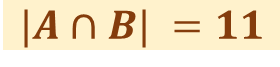 |A ∩ B| = 11